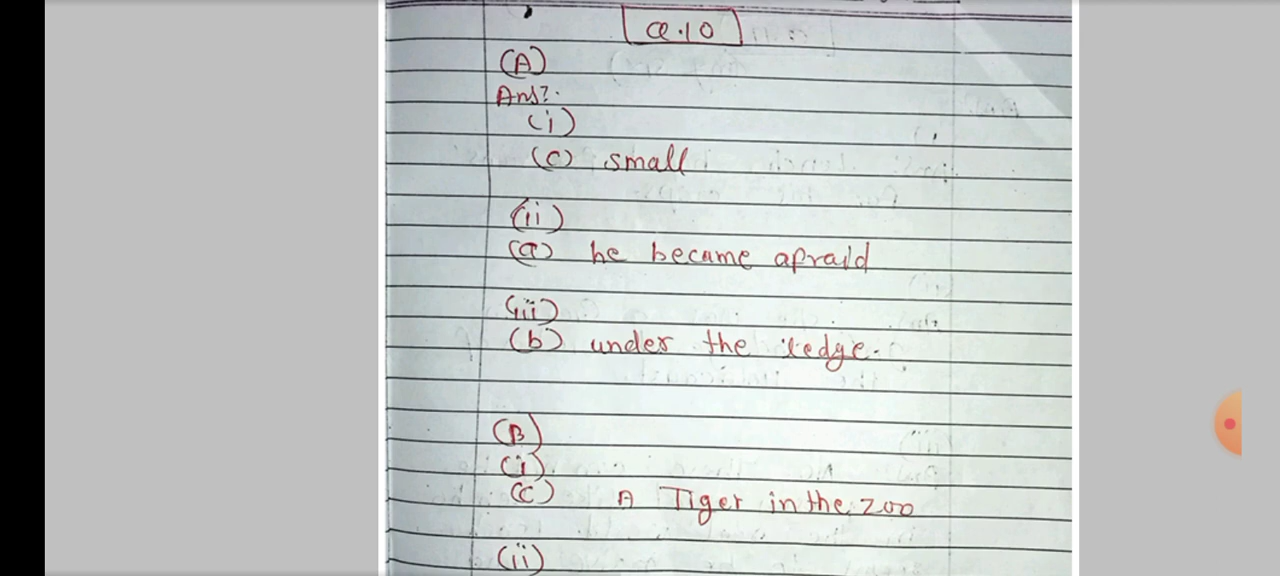 Q.10
(A)
Ans:
(i)
(c) small
(ii)
(a) he became afraid
(iii)
(b) under the ledge.
(B)
(i)
(c) A Tiger in the zoo
(ii)